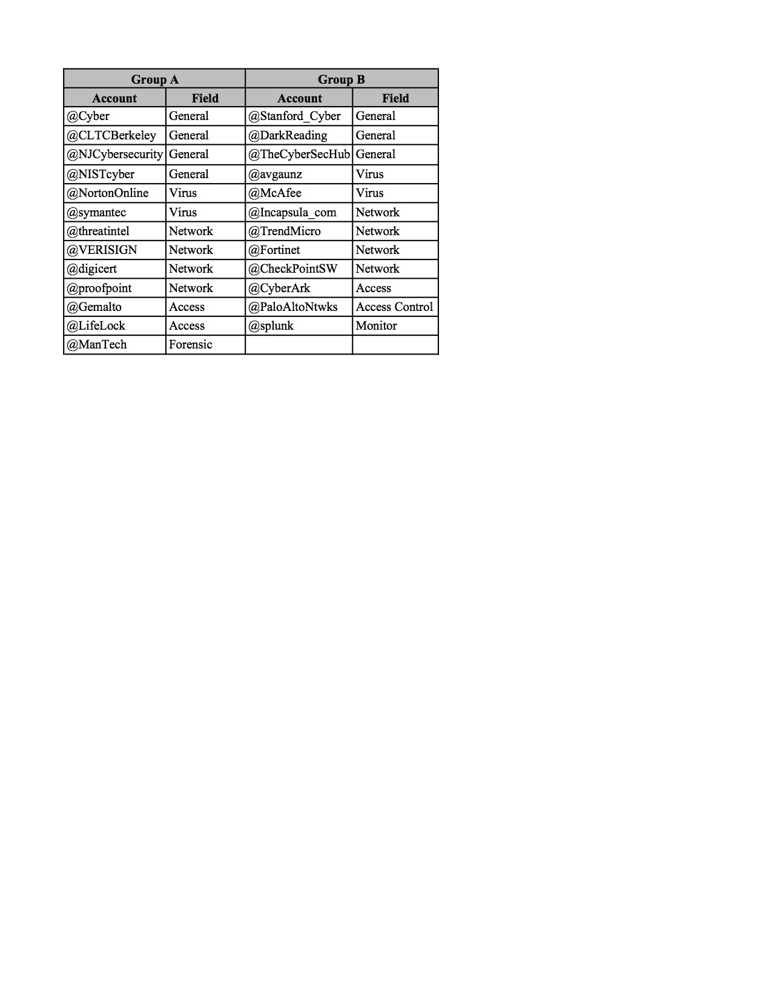 Group A Group B
Account Field Account Field
@Cyber General @Stanford_Cyber General
@CLTCBerkeley General @DarkReading General
@NJCybersecurity General @TheCyberSecHub General
@NISTcyber General @avgaunz Virus
@NortonOnline Virus @McAfee Virus
@symantec Virus @Incapsula_com Network
@threatintel Network @TrendMicro Network
@VERISIGN Network @Fortinet Network
@digicert Network @CheckPointSW Network
@proofpoint Network @CyberArk Access
@Gemalto Access @PaloAltoNtwks Access Control
@LifeLock Access @splunk Monitor
@ManTech Forensic